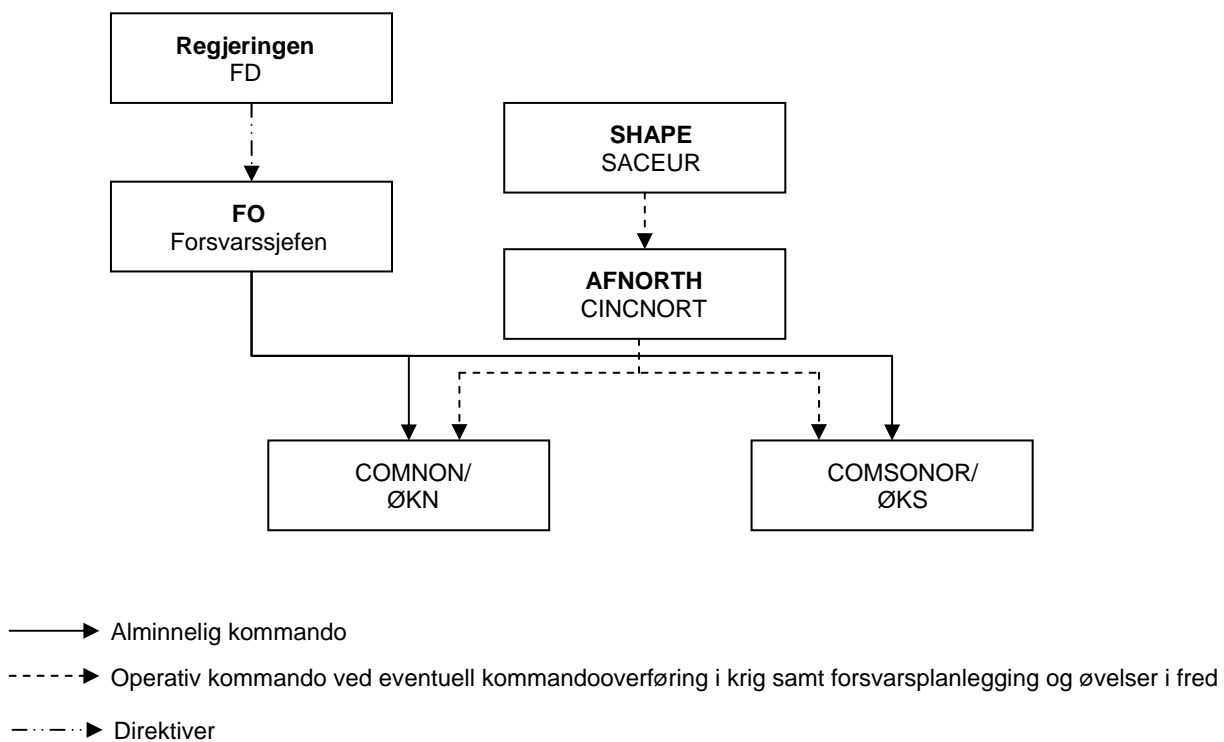 Regjeringen
FD
SHAPE
SACEUR
FO
Forsvarssjefen
AFNORTH
CINCNORT
COMNON/
ØKN
COMSONOR/
ØKS
Alminnelig kommando
Operativ kommando ved eventuell kommandooverføring i krig samt forsvarsplanlegging og øvelser i fred
Direktiver